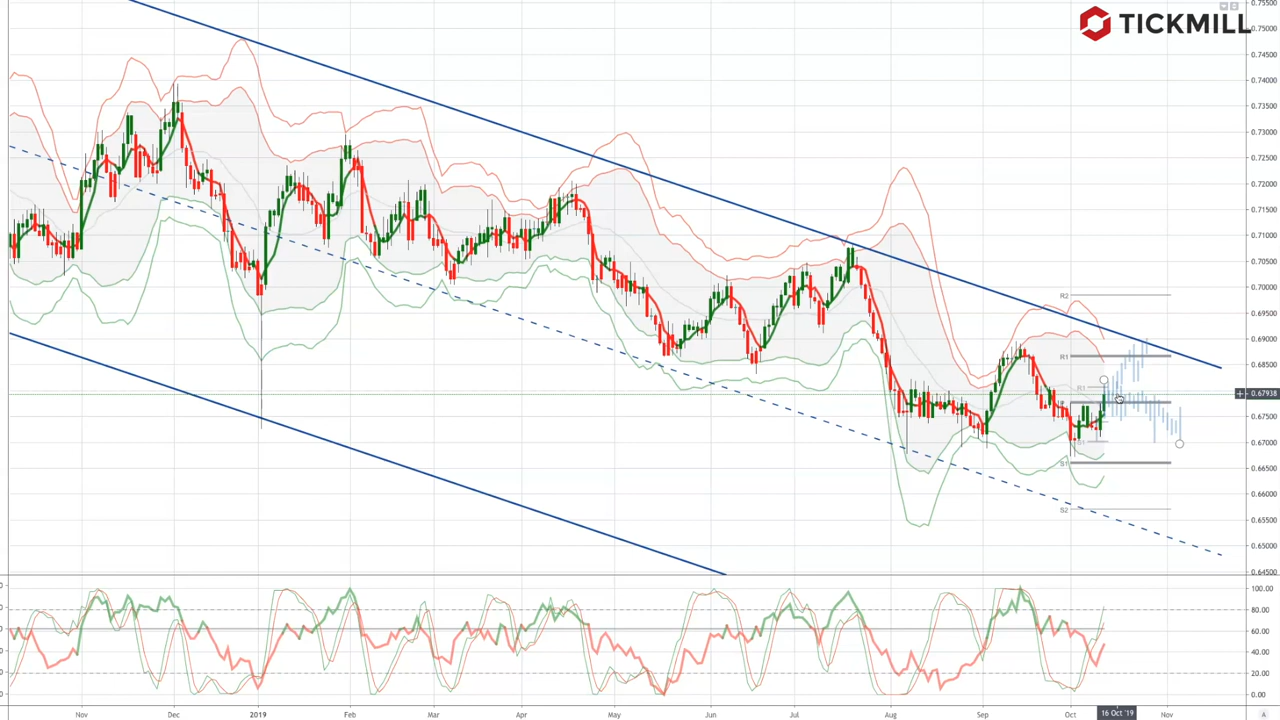 TICKMILL
0.75500
0.75000
0.74500
0.74000
0.73500
0.73000
0.72500
0.72000
0.71500
0.71000
0.70500
0.70000
0.69500
0.69000
0.68500
0.67938
0.67500
0.67000
0.66500
0.66000
0.65500
0.65000
0.64500
R2
R1
R1
S1
S1
S2
100.00
80.00
60.00
40.00
20.00
0.00
Nov
Dec
2019
Feb
Mar
Apr
May
Jun
Jul
Aug
Sep
Oct
16 Oct '19
Nov
A